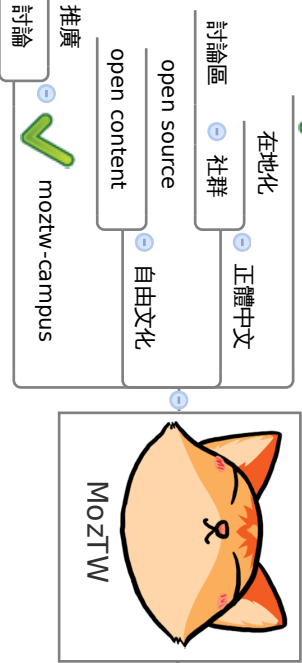 在地化
正體中文
討論區 社群
open source
自由文化
open content
MozTW
推廣
moztw-campus
討論